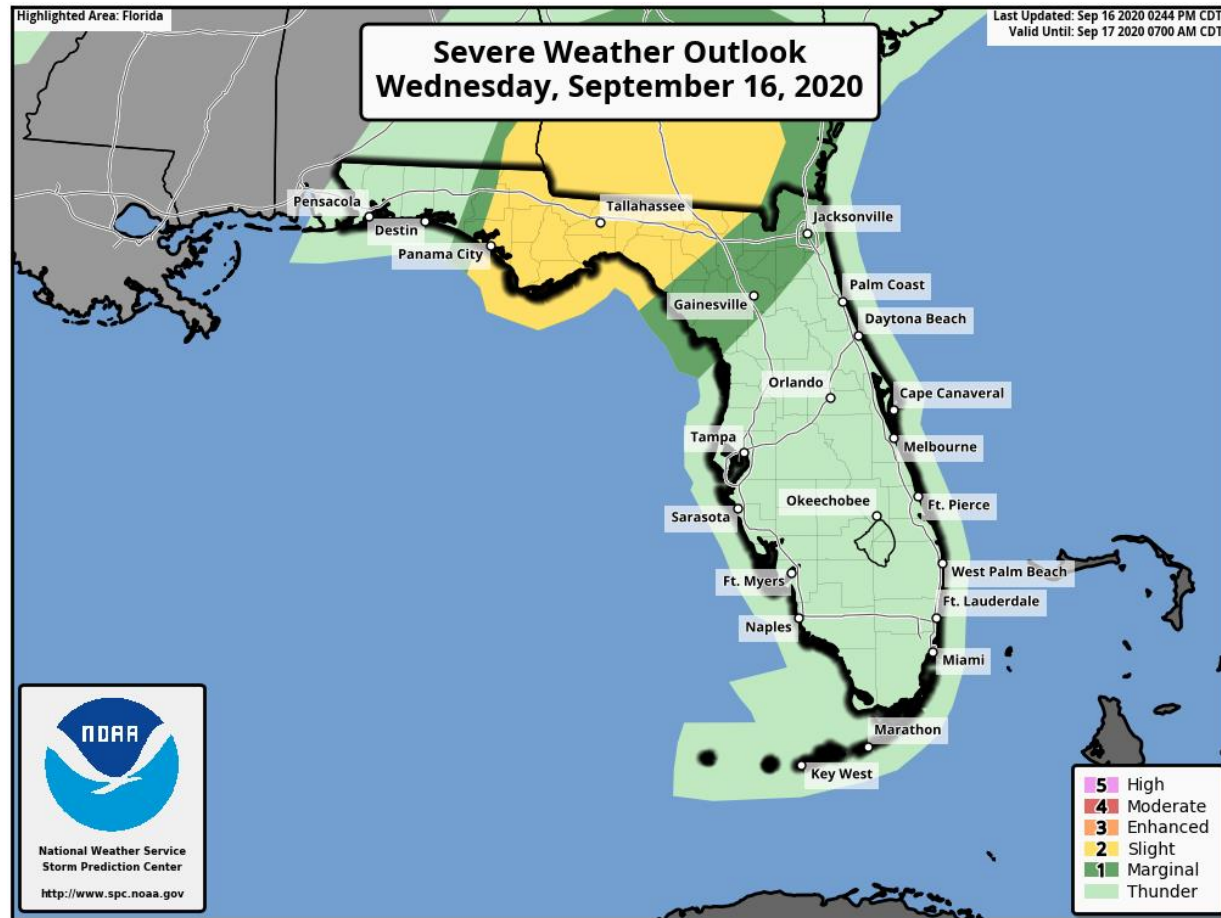 Highlighted Area: Florida
Last Updated: Sep 16 2020 0244 PM CDT
Valid Until: Sep 17 2020 0700 AM CDT
Severe Weather Outlook
Wednesday, September 16, 2020
Pensacola
Tallahassee
Destin
Jacksonville
Panama City
Palm Coast
Gainesville
Daytona Beach
Orlando
Cape Canaveral
Tampa
Melbourne
Okeechobee
Ft. Pierce
Sarasota
West Palm Beach
Ft. Myers
Ft. Lauderdale
Naples
Miami
Marathon
Key West
NOAA
National Weather Service
Storm Prediction Center
http://www.spc.noaa.gov
5 High
4 Moderate
3 Enhanced
2 Slight
1 Marginal
Thunder